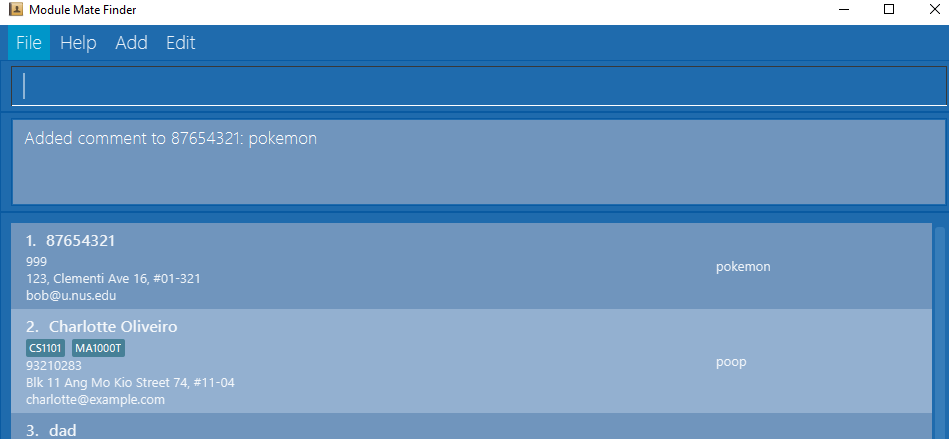 Module Mate Finder
File Help Add Edit
Added comment to 87654321: pokemon
1. 87654321
999
123, Clementi Ave 16, #01-321
bob@u.nus.edu
pokemon
2. Charlotte Oliveiro
CS1101 MA1000T
93210283
Blk 11 Ang Mo Kio Street 74, #11-04
charlotte@example.com
poop
3. dad